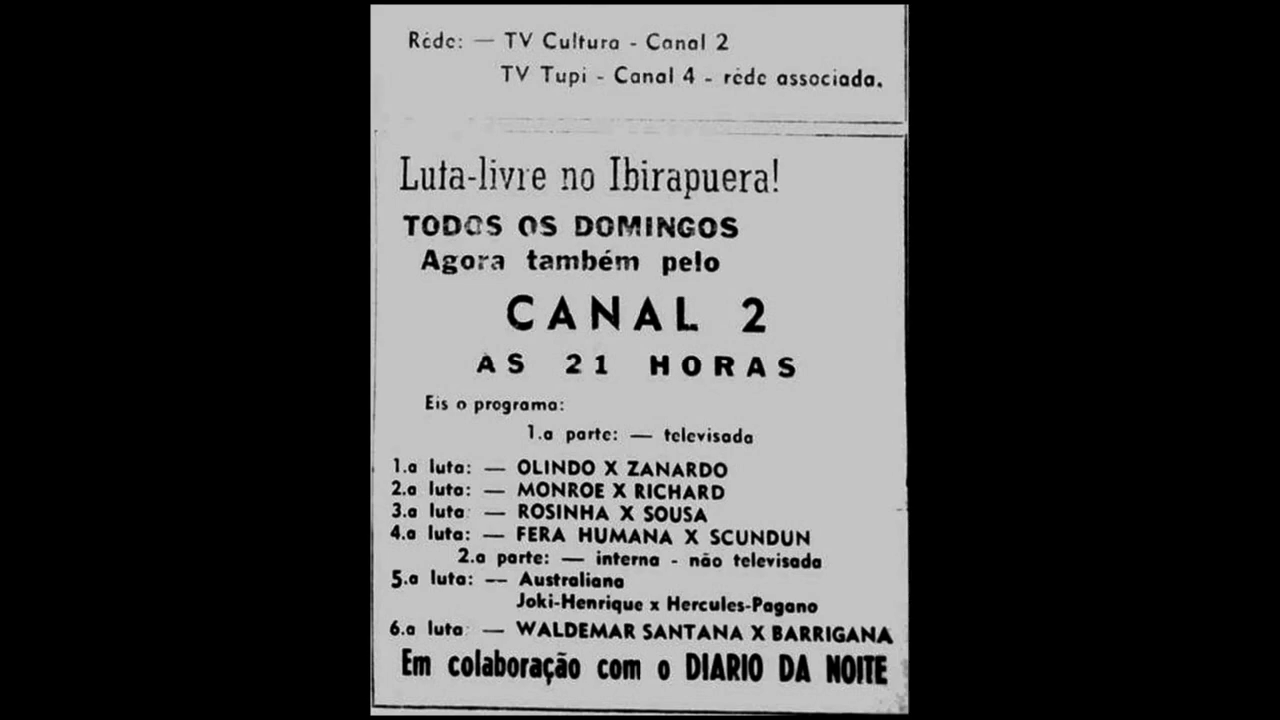 Réde: — TV Cultura - Canal 2
TV Tupi - Canal 4 - réde associada.
Luta-livre no Ibirapuera!
TODOS OS DOMINGOS
Agora também pelo
CANAL 2
ÀS 21 HORAS
Eis o programa:
1.a parte: — televisada
1.a luta: — OLINDO X ZANARDO
2.a luta: — MONROE X RICHARD
3.a luta: — ROSINHA X SOUSA
4.a luta: — FERA HUMANA X SCUNDUN
2.a parte: — interna - não televisada
5.a luta: — Australiana
Joki-Henrique x Hercules-Pagano
6.a luta: — WALDEMAR SANTANA X BARRIGANA
Em colaboração com o DIARIO DA NOITE